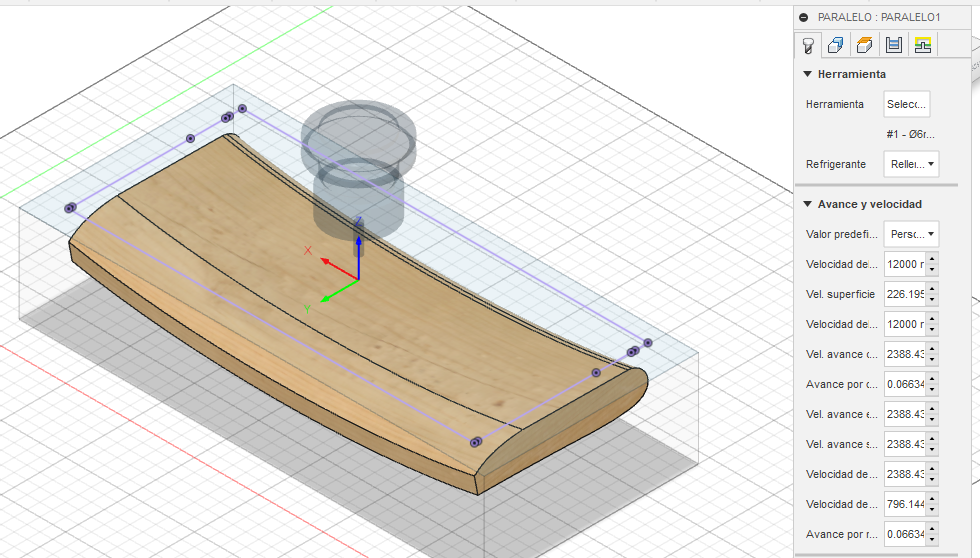 PARALELO : PARALELO1
Herramienta
Herramienta Selecc...
#1 - Ø6r...
Refrigerante Reller
Avance y velocidad
Valor predefi... Persc
Velocidad de... 12000 r
Vel. superficie 226.195
Velocidad de... 12000 r
Vel. avance c... 2388.43
Avance por c... 0.06634
Vel. avance e... 2388.43
Vel. avance s... 2388.43
Velocidad de... 2388.43
Velocidad de... 796.144
Avance por r... 0.06634
Z
X
Y